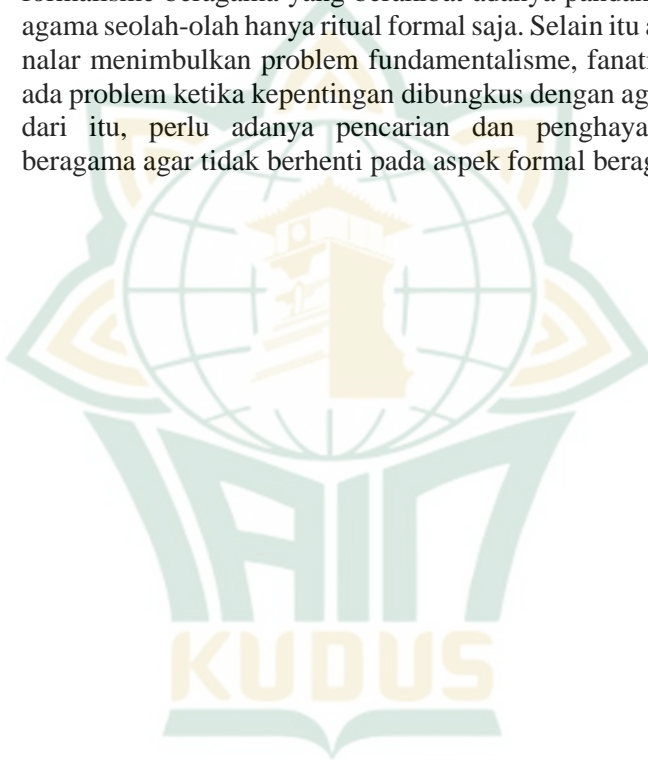 formalisme beragama yang adanya pandan
agama seolah-olah hanya ritual formal saja. Selain itu a
nalar menimbulkan problem fundamentalisme, fanati
ada problem ketika kepentingan dibungkus dengan ag
dari itu, perlu adanya pencarian dan penghaya
beragama agar tidak berhenti pada aspek formal berag
IAIN
KUDUS